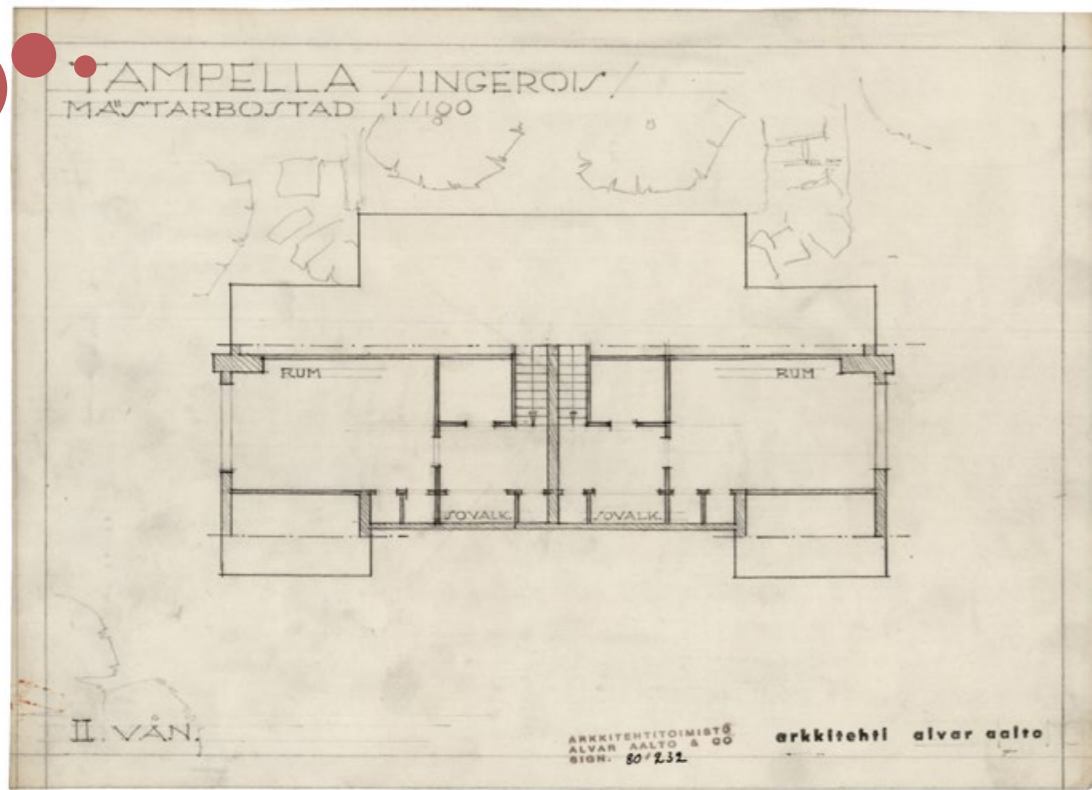 TAMPELLA /INGEROIS/
MÄSTARBOSTAD 1/100
RUM
RUM
SOVALK.
SOVALK.
II. VÅN.
ARKKITEHTITOIMISTO
ALVAR AALTO & CO
SIGN. 80/232
arkkitehti alvar aalto